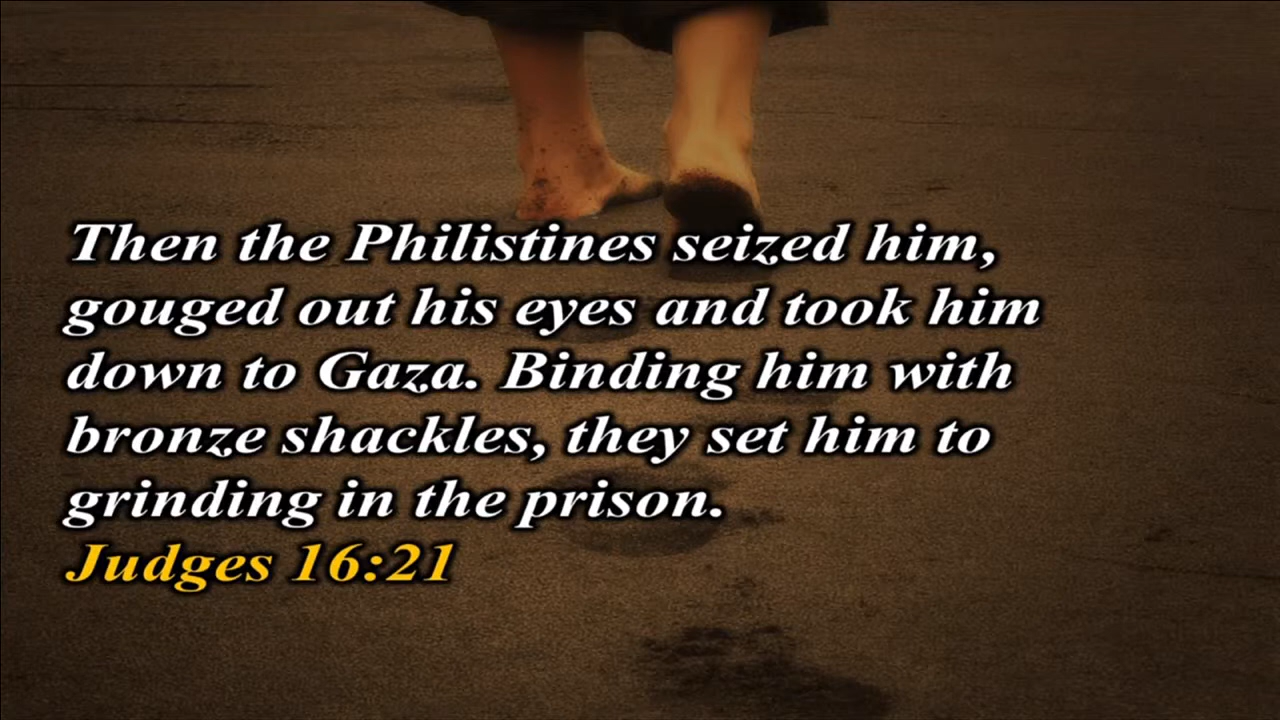 Then the Philistines seized him,
gouged out his eyes and took him
down to Gaza. Binding him with
bronze shackles, they set him to
grinding in the prison.
Judges 16:21